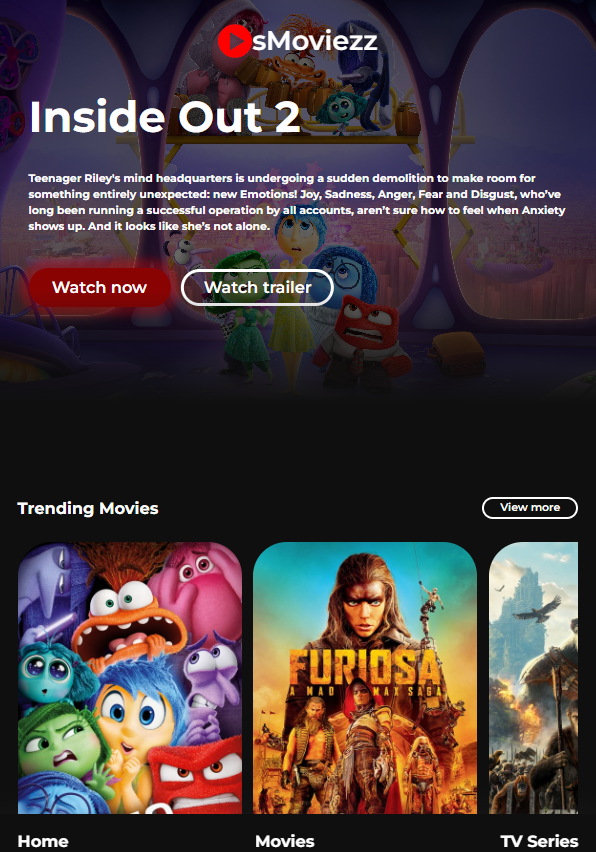 sMoviezz
Inside Out 2
Teenager Riley's mind headquarters is undergoing a sudden demolition to make room for
something entirely unexpected: new Emotions! Joy, Sadness, Anger, Fear and Disgust, who’ve
long been running a successful operation by all accounts, aren’t sure how to feel when Anxiety
shows up. And it looks like she’s not alone.
Watch now
Watch trailer
Trending Movies
View more
FURIOSA
A MAD MAX SAGA
Home
Movies
TV Series